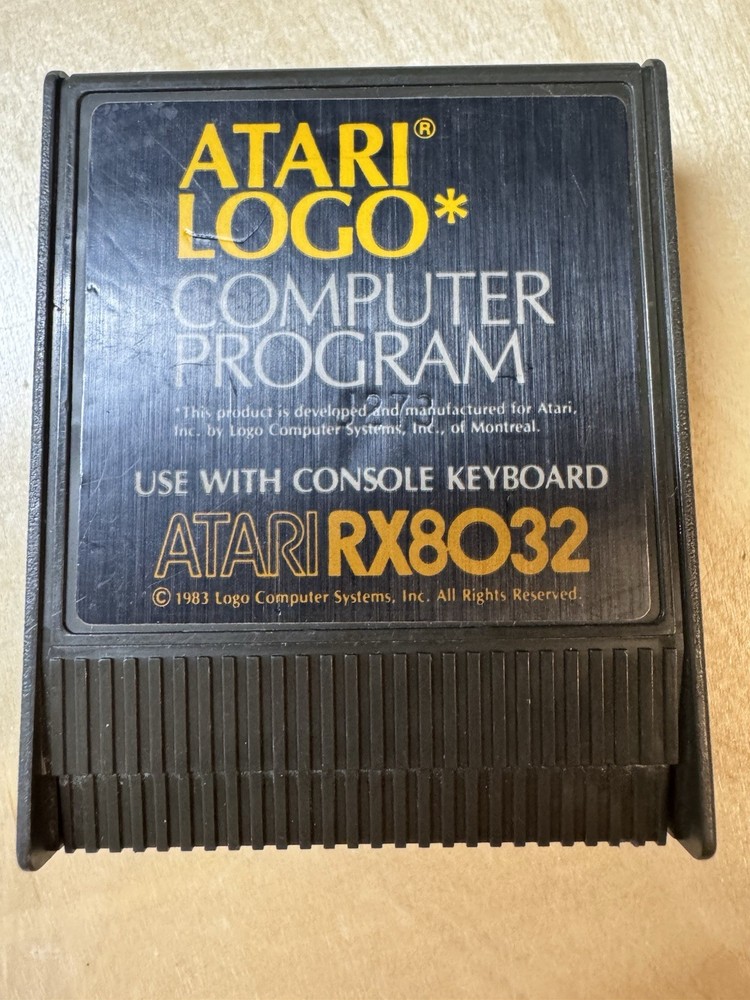 ATARI®
LOGO*
COMPUTER
PROGRAM
*This product is developed and manufactured for Atari,
Inc. by Logo Computer Systems, Inc., of Montreal.
USE WITH CONSOLE KEYBOARD
ATARI RX8032
© 1983 Logo Computer Systems, Inc. All Rights Reserved.